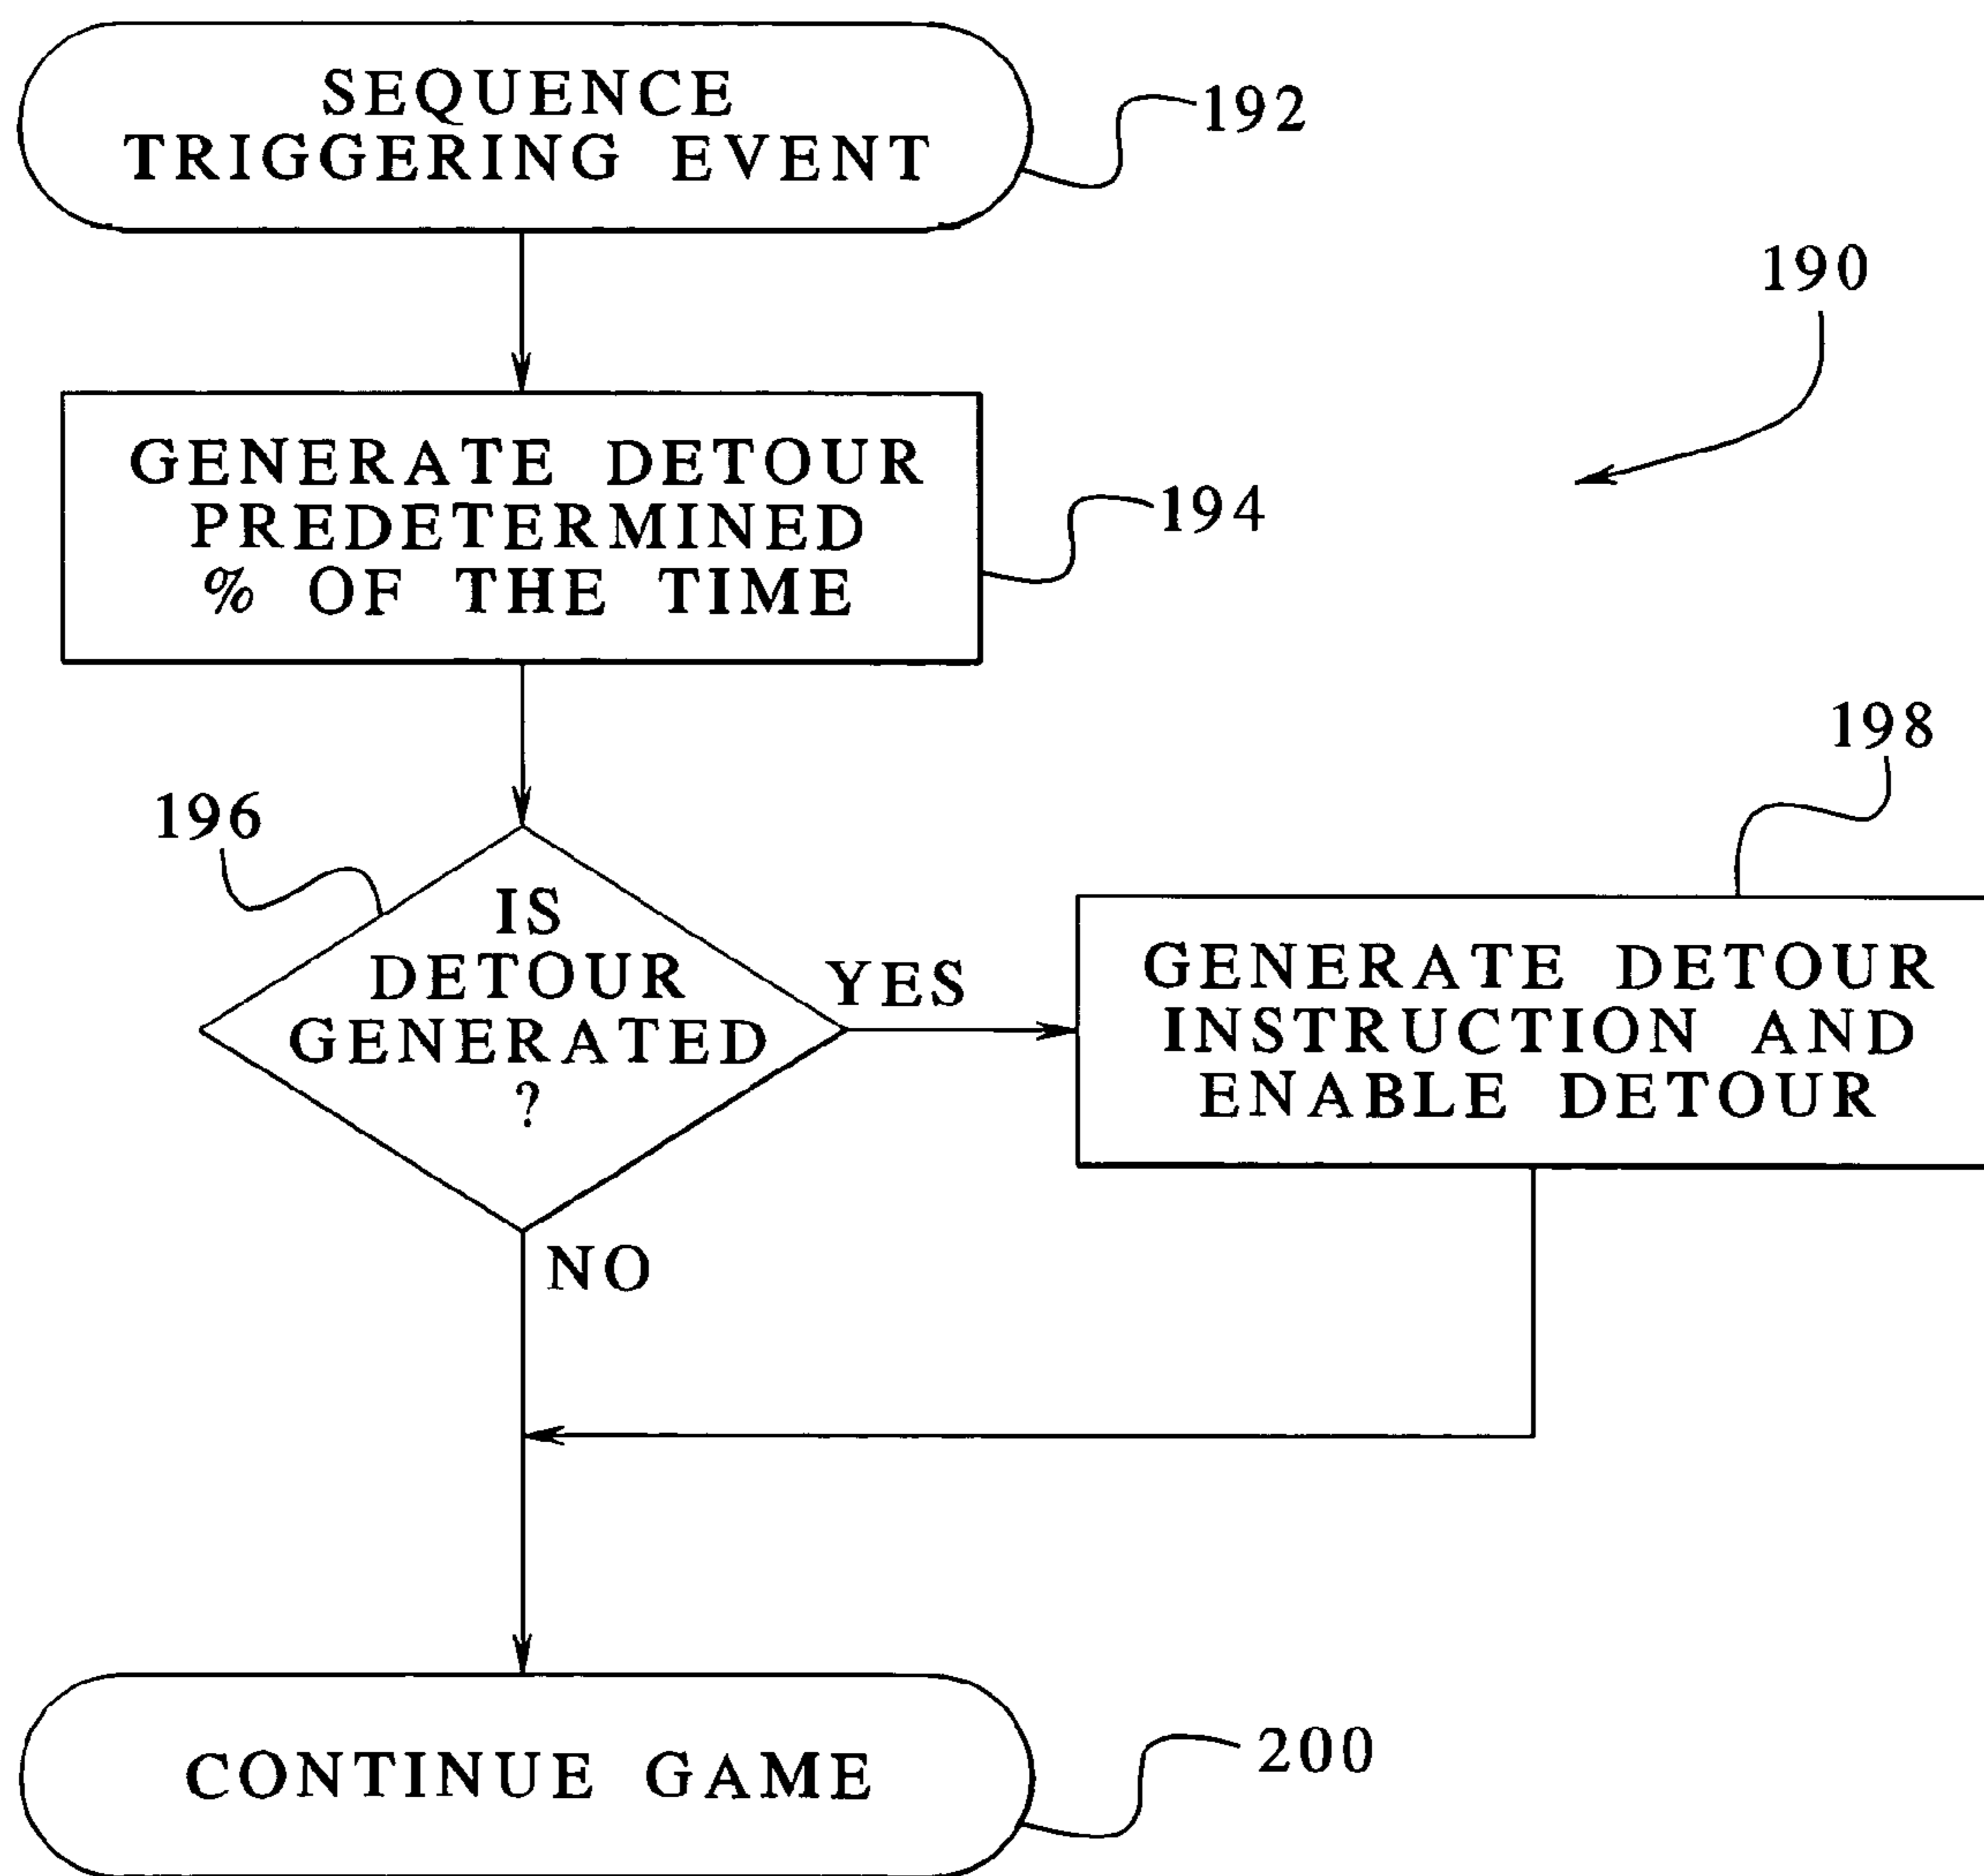 SEQUENCE
TRIGGERING EVENT
192
190
GENERATE DETOUR
PREDETERMINED
% OF THE TIME
194
198
196
IS
DETOUR
GENERATED
?
YES
GENERATE DETOUR
INSTRUCTION AND
ENABLE DETOUR
NO
CONTINUE GAME
200